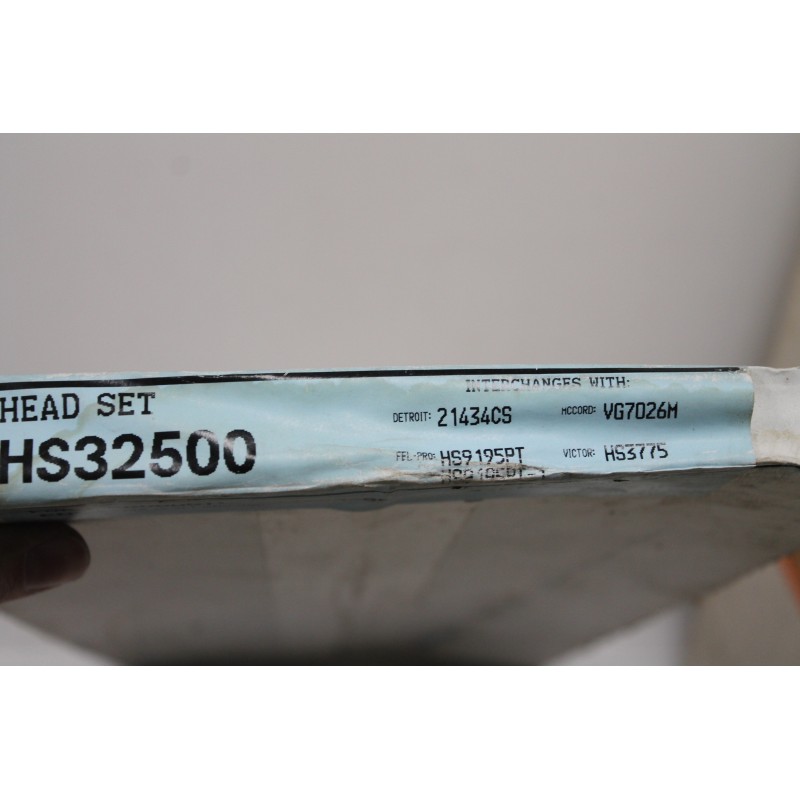 HEAD SET
HS32500
INTERCHANGES WITH:
DETROIT: 21434CS MCCORD: VG7026M
FEL-PRO: HS9195PT VICTOR: HS3775